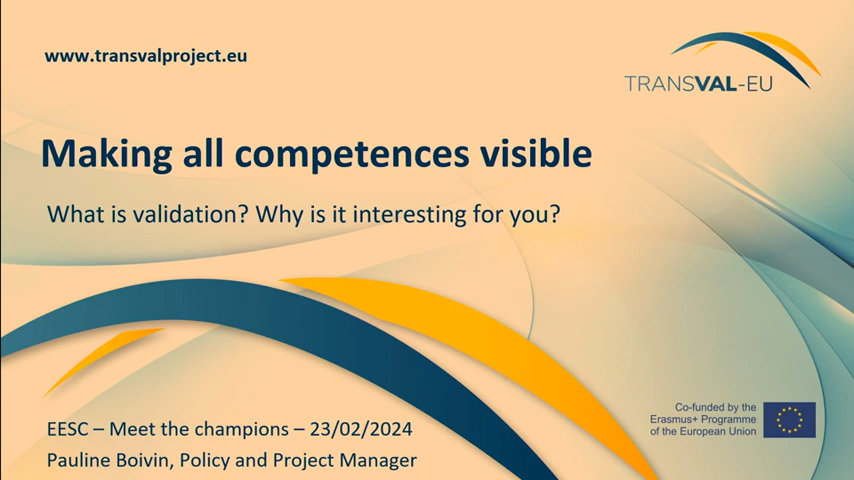 www.transvalproject.eu
TRANSVAL-EU
Making all competences visible
What is validation? Why is it interesting for you?
EESC – Meet the champions – 23/02/2024
Pauline Boivin, Policy and Project Manager
Co-funded by the
Erasmus+ Programme
of the European Union